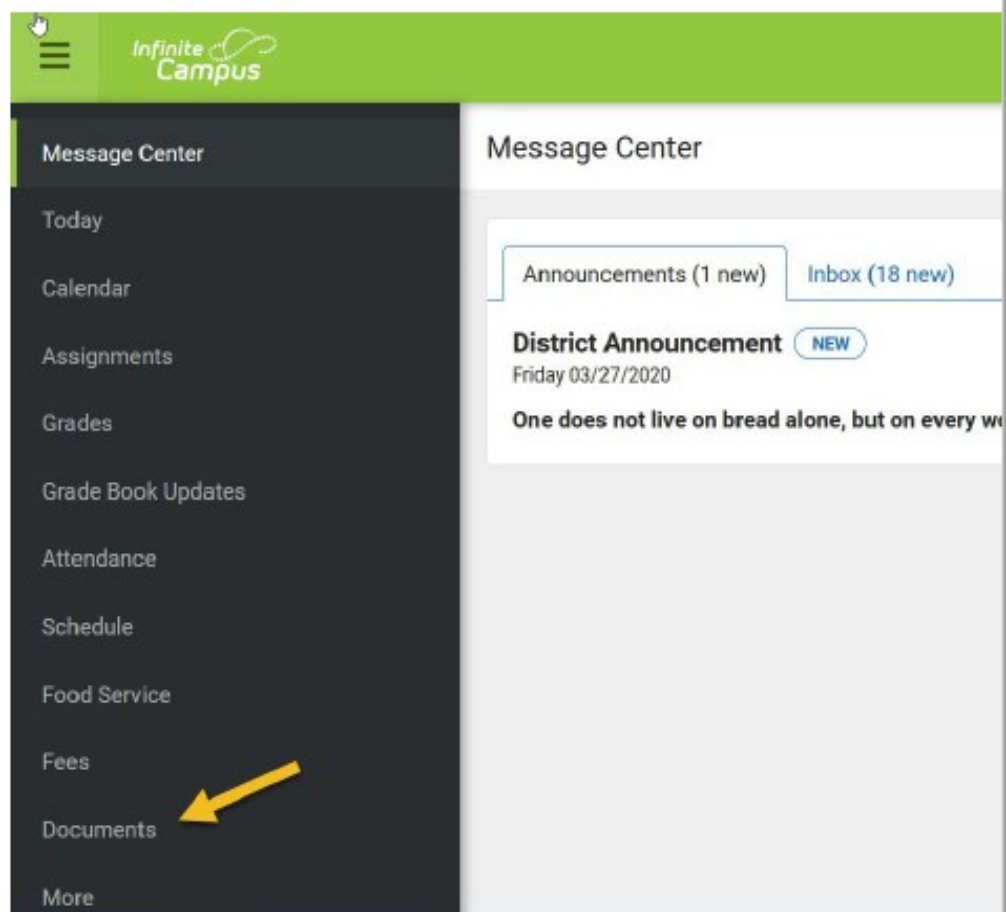 Infinite
Campus
Message Center
Today
Calendar
Assignments
Grades
Grade Book Updates
Attendance
Schedule
Food Service
Fees
Documents
More
Message Center
Announcements (1 new) Inbox (18 new)
District Announcement NEW
Friday 03/27/2020
One does not live on bread alone, but on every